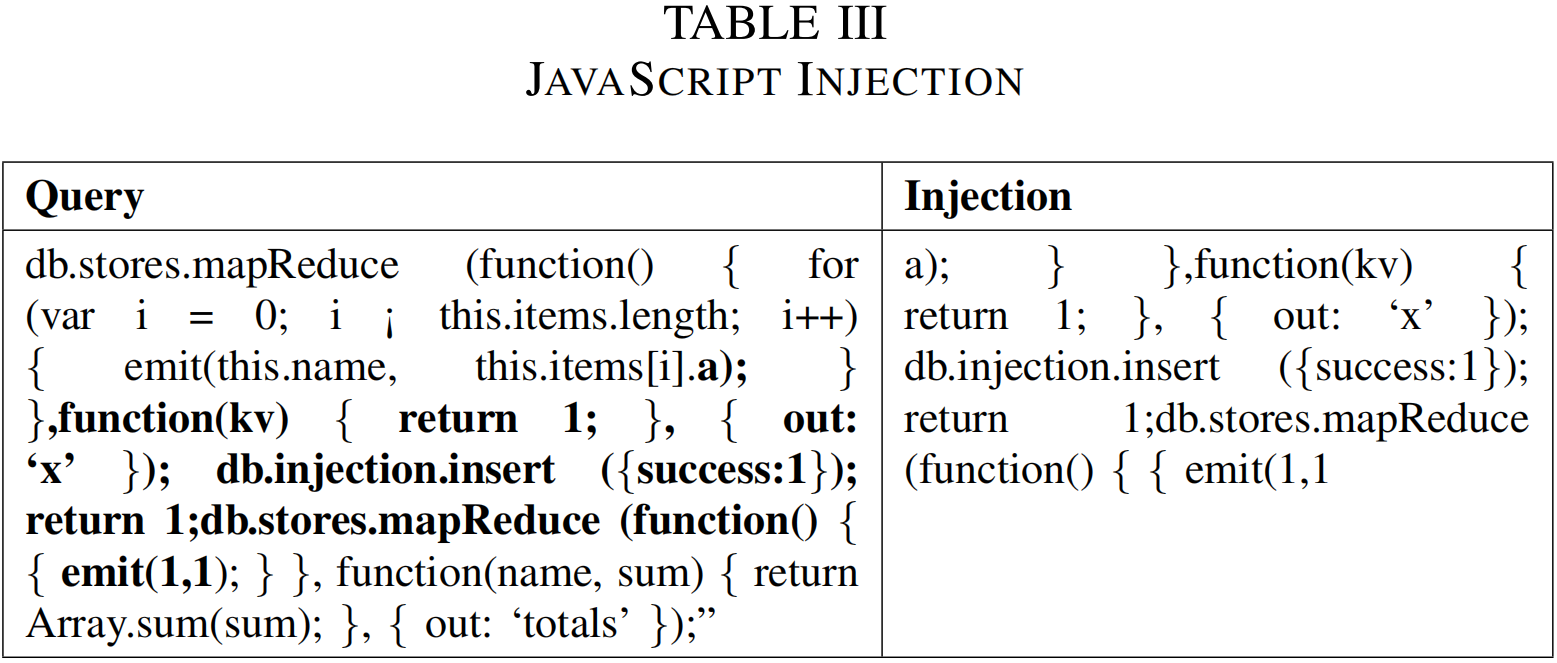 TABLE III
JAVASCRIPT INJECTION
Query
db.stores.mapReduce (function() { for
(var i = 0; i ¡ this.items.length; i++)
{ emit(this.name, this.items[i].a); }
},function(kv) { return 1; }, { out:
‘x’ }); db.injection.insert ({success:1});
return 1;db.stores.mapReduce (function() {
{ emit(1,1); } }, function(name, sum) { return
Array.sum(sum); }, { out: ‘totals’ });”
Injection
a); } },function(kv) {
return 1; }, { out: ‘x’ });
db.injection.insert ({success:1});
return 1;db.stores.mapReduce
(function() { { emit(1,1